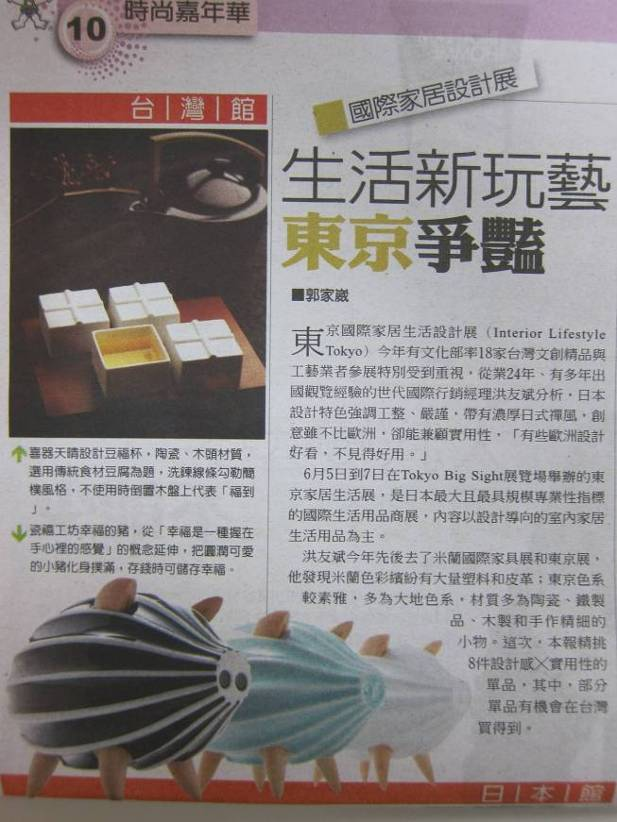 10
時尚嘉年華
台|灣|館
國際家居設計展
生活新玩藝
東京爭豔
■郭家崴
東京國際家居生活設計展（Interior Lifestyle
Tokyo）今年有文化部率18家台灣文創精品與
工藝業者參展特別受到重視，從業24年、有多年出
國觀覽經驗的世代國際行銷經理洪友斌分析，日本
設計特色強調工整、嚴謹，帶有濃厚日式禪風，創
意雖不比歐洲，卻能兼顧實用性，「有些歐洲設計
好看，不見得好用。」
6月5日到7日在Tokyo Big Sight展覽場舉辦的東
京家居生活展，是日本最大且最具規模專業性指標
的國際生活用品商展，內容以設計導向的室內家居
生活用品為主。
洪友斌今年先後去了米蘭國際家具展和東京展，
他發現米蘭色彩繽紛有大量塑料和皮革；東京色系
較素雅，多為大地色系，材質多為陶瓷、鐵製
品、木製和手作精細的
小物。這次，本報精挑
8件設計感╳實用性的
單品，其中，部分
單品有機會在台灣
買得到。
喜器天晴設計豆福杯，陶瓷、木頭材質，
選用傳統食材豆腐為題，洗鍊線條勾勒簡
樸風格，不使用時倒置木盤上代表「福到
」。
瓷禧工坊幸福的豬，從「幸福是一種握在
手心裡的感覺」的概念延伸，把圓潤可愛
的小豬化身撲滿，存錢時可儲存幸福。
日|本|館